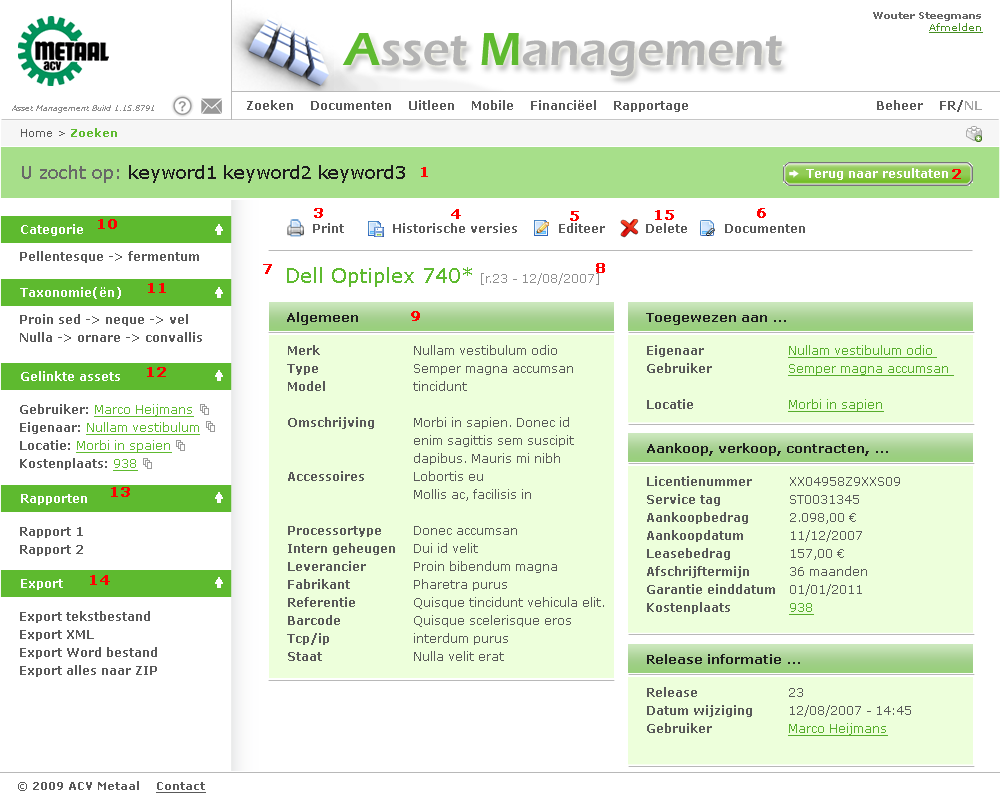 METAAL
ACV
Asset Management Build 1.15.8791
?
Asset Management
Wouter Steegmans
Afmelden
Zoeken Documenten Uitleen Mobile Financiëel Rapportage Beheer FR/NL
Home > Zoeken
U zocht op: keyword1 keyword2 keyword3 1
Terug naar resultaten 2
Categorie 10
Pellentesque -> fermentum
Taxonomie(ën) 11
Proin sed -> neque -> vel
Nulla -> ornare -> convallis
Gelinkte assets 12
Gebruiker: Marco Heijmans
Eigenaar: Nullam vestibulum
Locatie: Morbi in spaien
Kostenplaats: 938
Rapporten 13
Rapport 1
Rapport 2
Export 14
Export tekstbestand
Export XML
Export Word bestand
Export alles naar ZIP
3 4 5 15 6
Print Historische versies Editeer Delete Documenten
7 Dell Optiplex 740* [r.23 - 12/08/2007] 8
Algemeen 9
Merk Nullam vestibulum odio
Type Semper magna accumsan
Model tincidunt
Omschrijving Morbi in sapien. Donec id
enim sagittis sem suscipit
dapibus. Mauris mi nibh
Accessoires Lobortis eu
Mollis ac, facilisis in
Processortype Donec accumsan
Intern geheugen Dui id velit
Leverancier Proin bibendum magna
Fabrikant Pharetra purus
Referentie Quisque tincidunt vehicula elit.
Barcode Quisque scelerisque eros
Tcp/ip interdum purus
Staat Nulla velit erat
Toegewezen aan ...
Eigenaar Nullam vestibulum odio
Gebruiker Semper magna accumsan
Locatie Morbi in sapien
Aankoop, verkoop, contracten, ...
Licentienummer XX04958Z9XXS09
Service tag ST0031345
Aankoopbedrag 2.098,00 €
Aankoopdatum 11/12/2007
Leasebedrag 157,00 €
Afschrijftermijn 36 maanden
Garantie einddatum 01/01/2011
Kostenplaats 938
Release informatie ...
Release 23
Datum wijziging 12/08/2007 - 14:45
Gebruiker Marco Heijmans
© 2009 ACV Metaal Contact